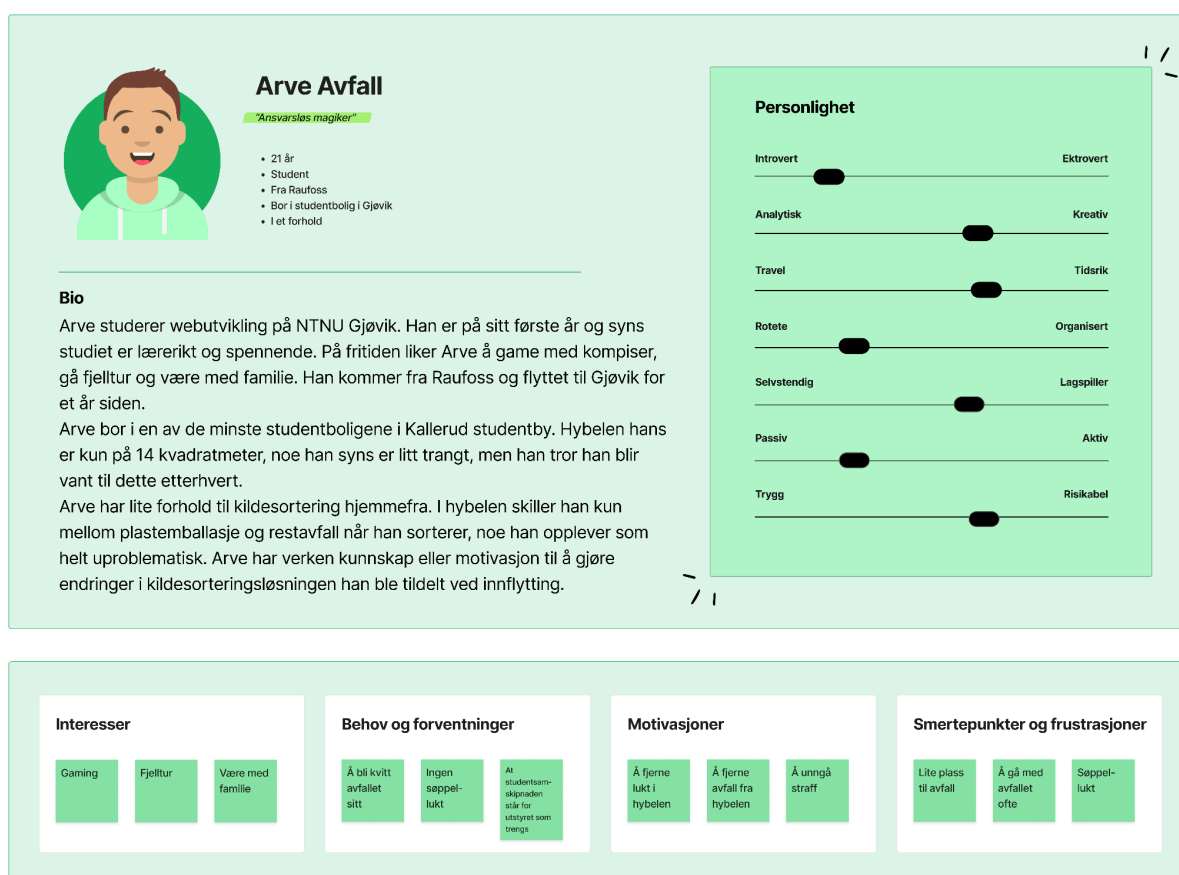 Arve Avfall
"Ansvarsløs magiker"
• 21 år
• Student
• Fra Raufoss
• Bor i studentbolig i Gjøvik
• I et forhold
Bio
Arve studerer webutvikling på NTNU Gjøvik. Han er på sitt første år og syns
studiet er lærerikt og spennende. På fritiden liker Arve å game med kompiser,
gå fjelltur og være med familie. Han kommer fra Raufoss og flyttet til Gjøvik for
et år siden.
Arve bor i en av de minste studentboligene i Kallerud studentby. Hybelen hans
er kun på 14 kvadratmeter, noe han syns er litt trangt, men han tror han blir
vant til dette etterhvert.
Arve har lite forhold til kildesortering hjemmefra. I hybelen skiller han kun
mellom plastemballasje og restavfall når han sorterer, noe han opplever som
helt uproblematisk. Arve har verken kunnskap eller motivasjon til å gjøre
endringer i kildesorteringsløsningen han ble tildelt ved innflytting.
Personlighet
Introvert Ektrovert
Analytisk Kreativ
Travel Tidsrik
Rotete Organisert
Selvstendig Lagspiller
Passiv Aktiv
Trygg Risikabel
Interesser
Gaming
Fjelltur
Være med
familie
Behov og forventninger
Å bli kvitt
avfallet
sitt
Ingen
søppel-
lukt
At
studentsam-
skipnaden
står for
utstyret som
trengs
Motivasjoner
Å fjerne
lukt i
hybelen
Å fjerne
avfall fra
hybelen
Å unngå
straff
Smertepunkter og frustrasjoner
Lite plass
til avfall
Å gå med
avfallet
ofte
Søppel-
lukt